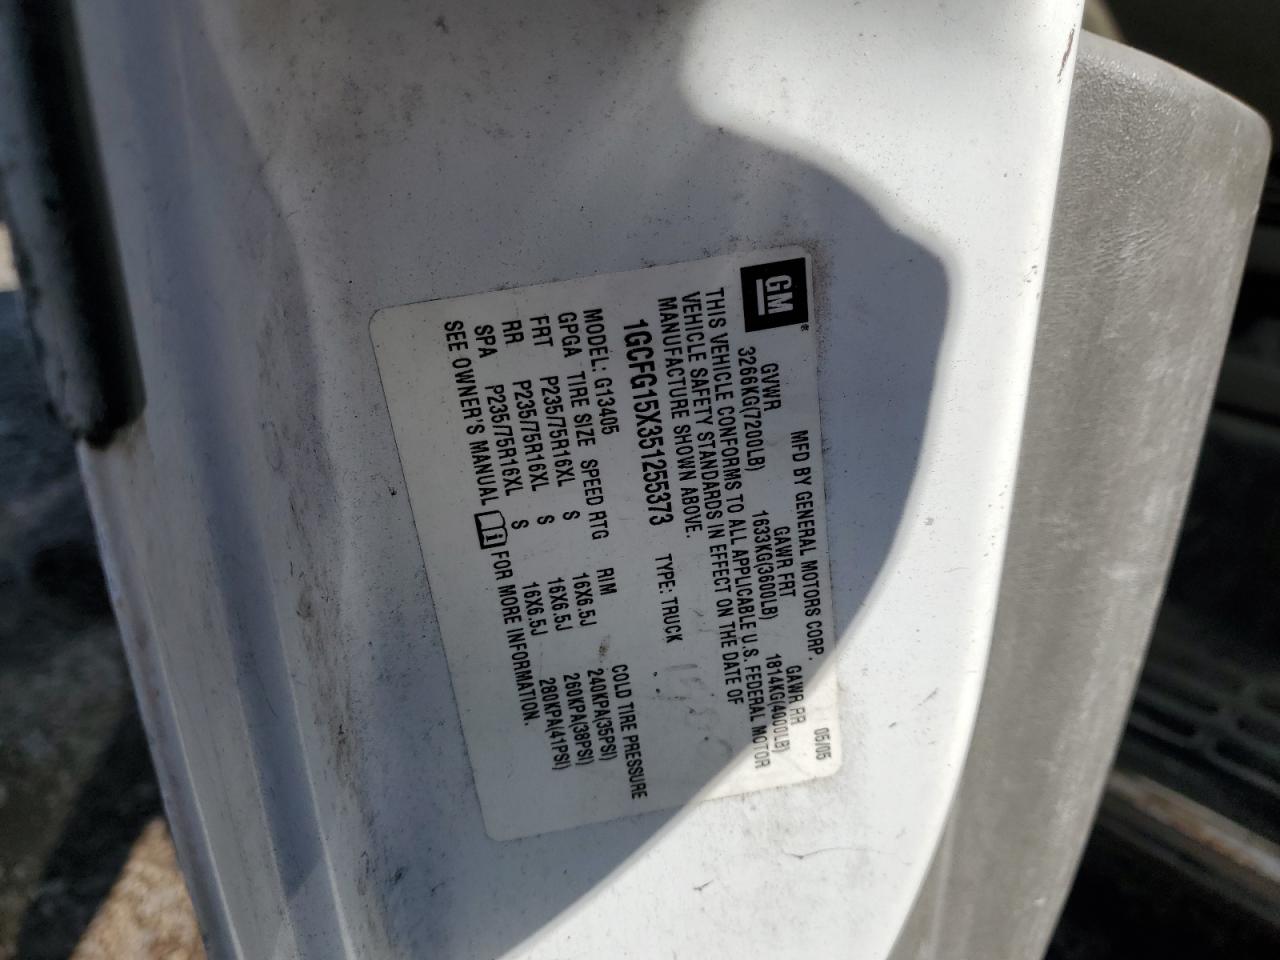 GM®
MFD BY GENERAL MOTORS CORP. 05/05
GVWR GAWR FRT GAWR RR
3266KG(7200LB) 1633KG(3600LB) 1814KG(4000LB)
THIS VEHICLE CONFORMS TO ALL APPLICABLE U.S. FEDERAL MOTOR
VEHICLE SAFETY STANDARDS IN EFFECT ON THE DATE OF
MANUFACTURE SHOWN ABOVE.
1GCFG15X351255373 TYPE: TRUCK
MODEL: G13405
GPGA TIRE SIZE SPEED RTG RIM COLD TIRE PRESSURE
FRT P235/75R16XL S 16X6.5J 240KPA(35PSI)
RR P235/75R16XL S 16X6.5J 260KPA(38PSI)
SPA P235/75R16XL S 16X6.5J 280KPA(41PSI)
SEE OWNER'S MANUAL i FOR MORE INFORMATION.